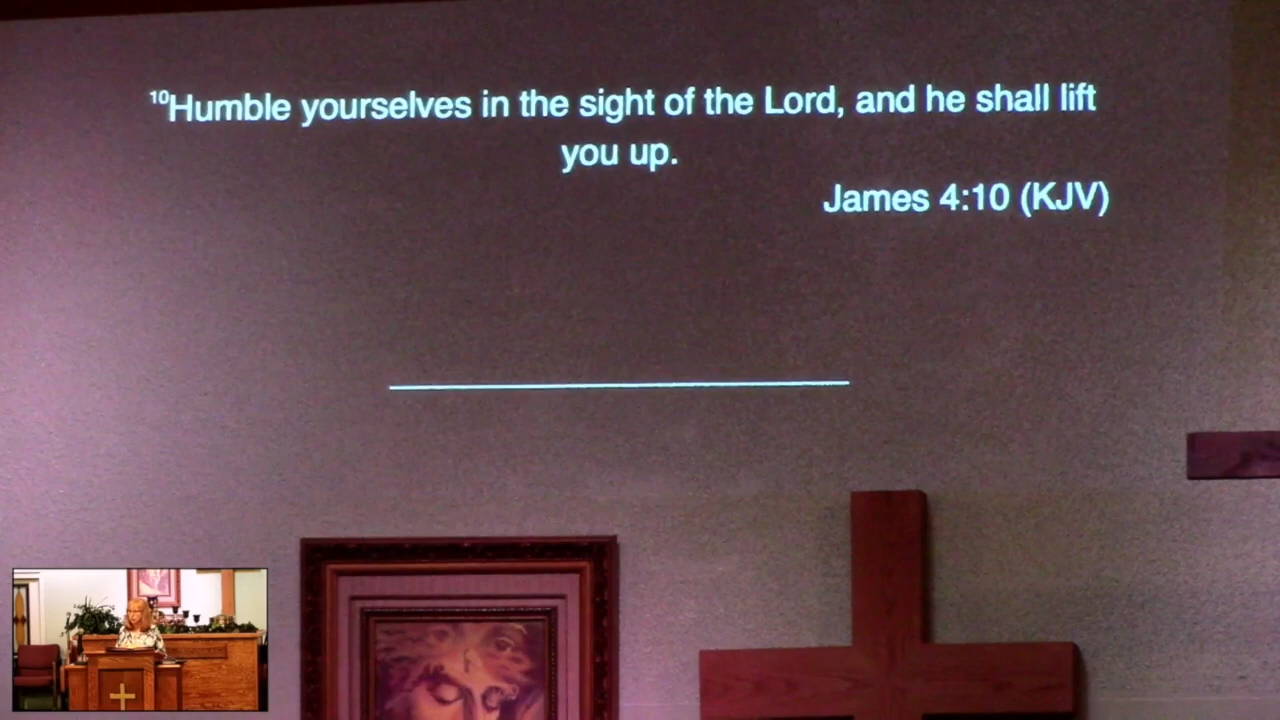 ¹⁰Humble yourselves in the sight of the Lord, and he shall lift
you up.
James 4:10 (KJV)